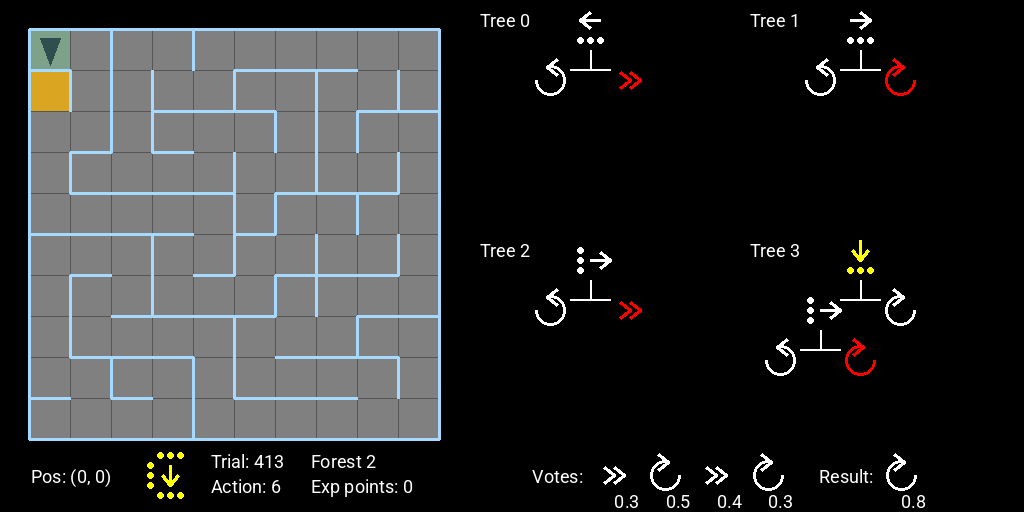 Tree 0
Tree 1
Tree 2
Tree 3
Pos: (0, 0)
Trial: 413
Forest 2
Action: 6
Exp points: 0
Votes:
0.3
0.5
0.4
0.3
Result:
0.8